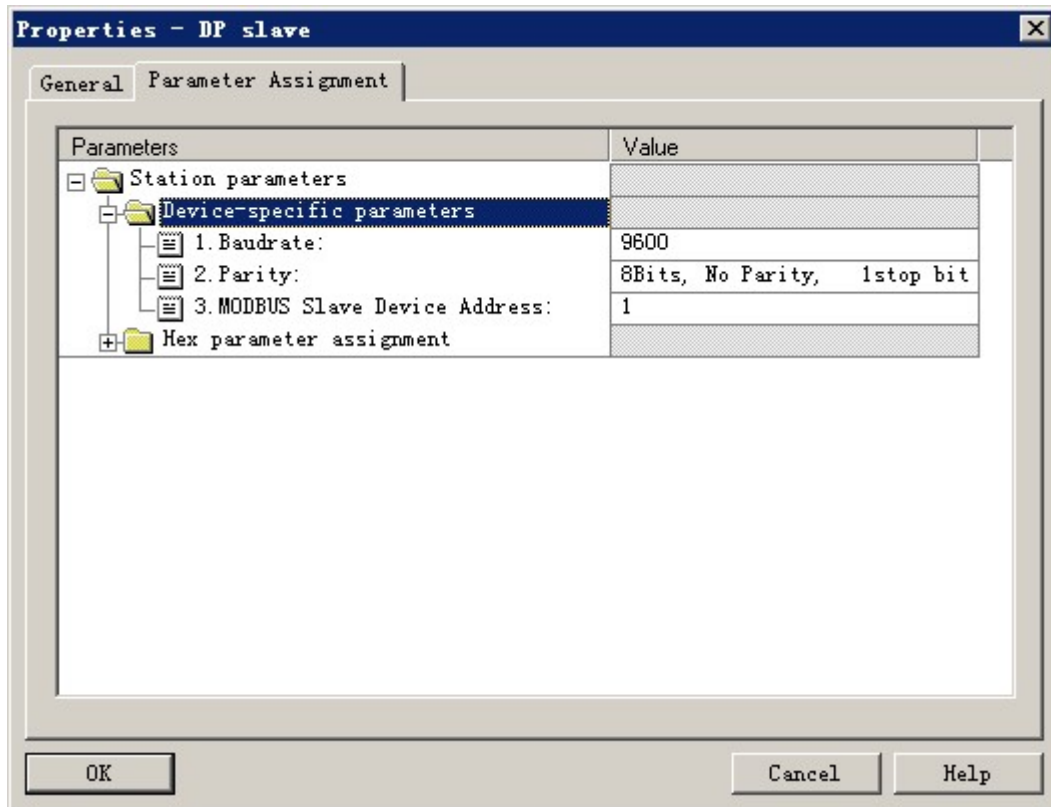 Properties - DP slave
General
Parameter Assignment
Parameters Value
Station parameters
Device-specific parameters
1.Baudrate: 9600
2.Parity: 8Bits, No Parity, 1stop bit
3.MODBUS Slave Device Address: 1
Hex parameter assignment
OK Cancel Help